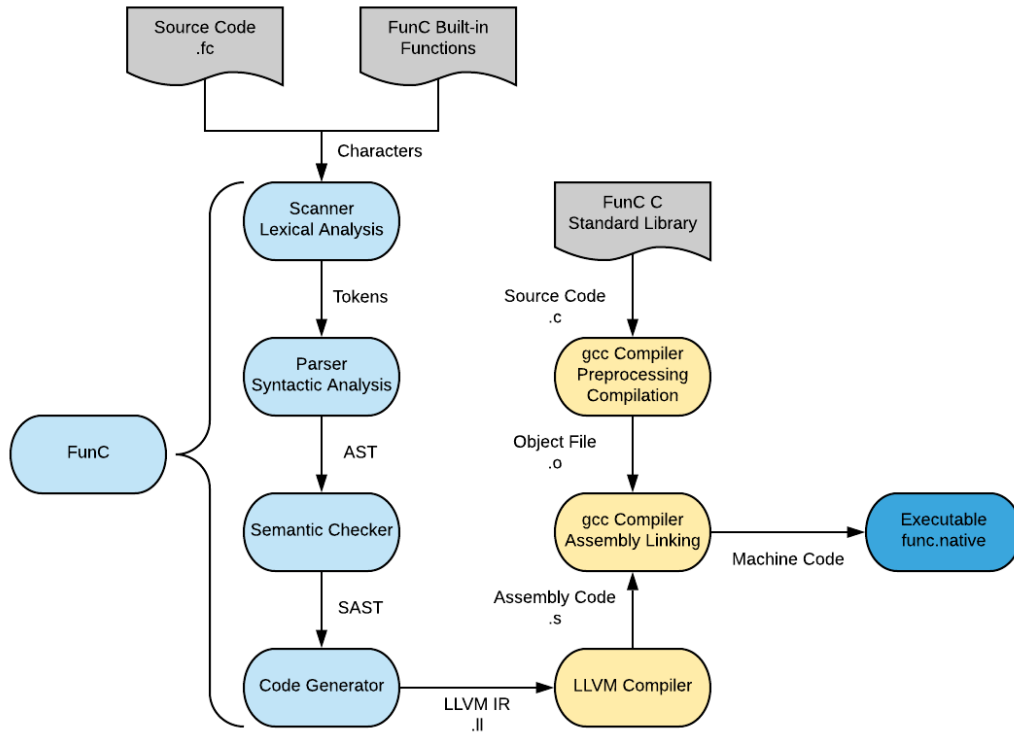 Source Code
.fc
FunC Built-in
Functions
Characters
Scanner
Lexical Analysis
FunC C
Standard Library
Tokens
Source Code
.c
Parser
Syntactic Analysis
gcc Compiler
Preprocessing
Compilation
FunC
AST
Object File
.o
Semantic Checker
gcc Compiler
Assembly Linking
Machine Code
Executable
func.native
SAST
Assembly Code
.s
Code Generator
LLVM IR
.ll
LLVM Compiler